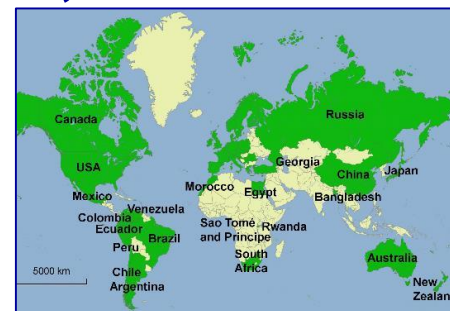 Canada
Russia
USA
Georgia
China
Japan
Morocco
Egypt
Bangladesh
Mexico
Venezuela
Colombia
Ecuador
Sao Tomé
and Príncipe
Rwanda
Peru
Brazil
South
Africa
5000 km
Chile
Australia
Argentina
New
Zealan